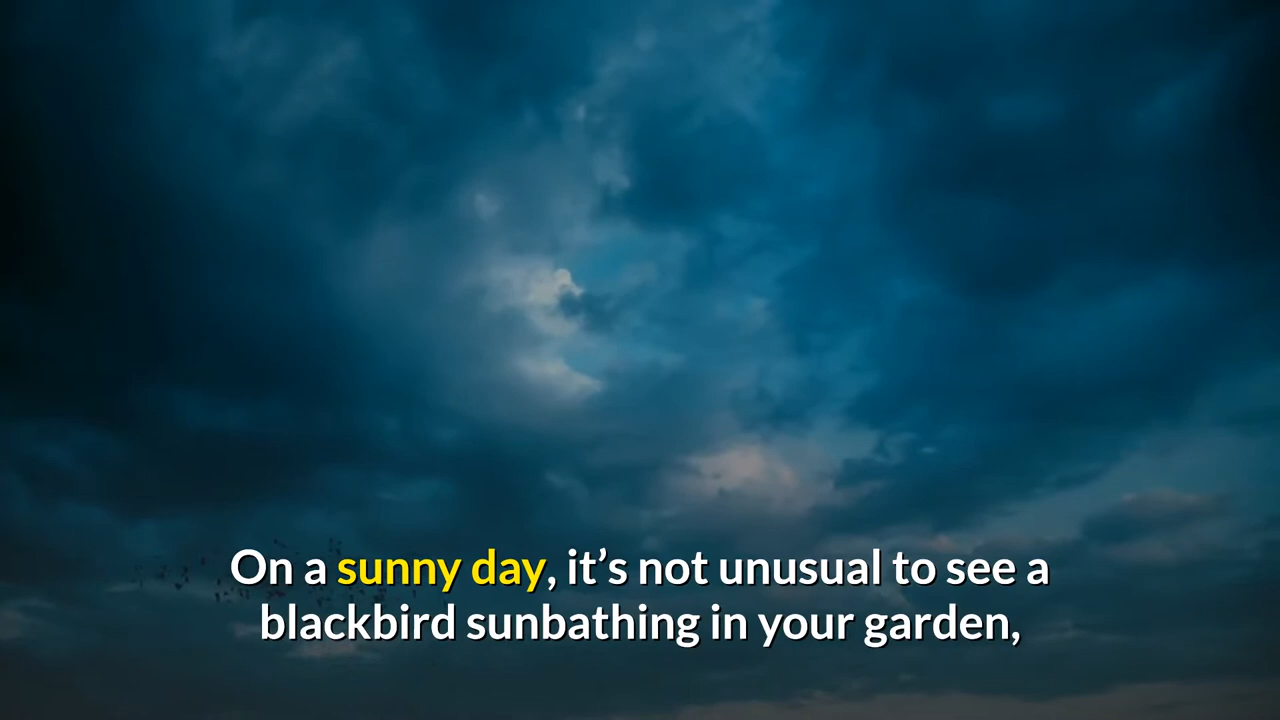 On a sunny day, it’s not unusual to see a
blackbird sunbathing in your garden,